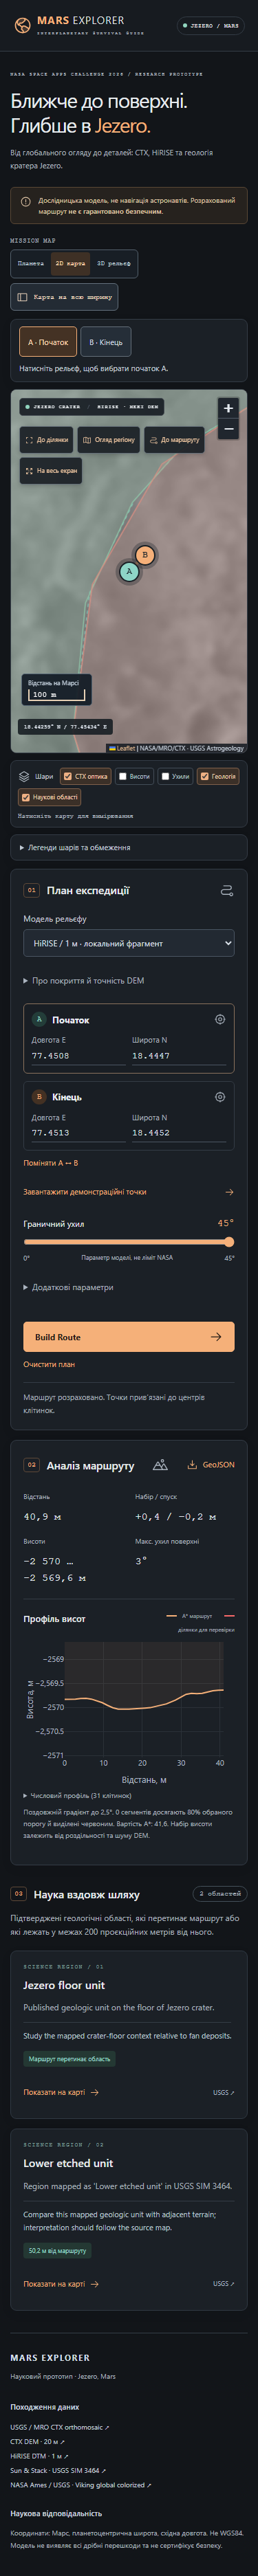 MARS EXPLORER
INTERPLANETARY SURVIVAL GUIDE
JEZERO / MARS
NASA SPACE APPS CHALLENGE 2026 / RESEARCH PROTOTYPE
Ближче до поверхні.
Глибше в Jezero.
Від глобального огляду до деталей: CTX, HiRISE та геологія
кратера Jezero.
Дослідницька модель, не навігація астронавтів. Розрахований
маршрут не є гарантовано безпечним.
MISSION MAP
Планета
2D карта
3D рельєф
Карта на всю ширину
A · Початок
B · Кінець
Натисніть рельєф, щоб вибрати початок A.
JEZERO CRATER / HIRISE · НЕКІ DEM
+
До ділянки
Огляд регіону
До маршруту
−
На весь екран
B
A
Відстань на Марсі
100 m
18.44259° N / 77.45434° E
Leaflet | NASA/MRO/CTX · USGS Astrogeology
Шари
CTX оптика
Висоти
Ухили
Геологія
Наукові області
Натисніть карту для вимірювання
Легенди шарів та обмеження
01
План експедиції
Модель рельєфу
HiRISE / 1 м · локальний фрагмент
Про покриття й точність DEM
A
Початок
Довгота E
Широта N
77.4508
18.4447
B
Кінець
Довгота E
Широта N
77.4513
18.4452
Поміняти A ↔ B
Завантажити демонстраційні точки →
Граничний ухил
45°
0°
Параметр моделі, не ліміт NASA
45°
Додаткові параметри
Build Route →
Очистити план
Маршрут розраховано. Точки прив’язані до центрів
клітинок.
02
Аналіз маршруту
GeoJSON
Відстань
Набір / спуск
40,9 м
+0,4 / −0,2 м
Висоти
Макс. ухил поверхні
−2 570 …
−2 569,6 м
3°
Профіль висот
A* маршрут
ділянки для перевірки
Висота, м
−2569
−2,569.5
−2570
−2,570.5
−2571
0
10
20
30
40
Відстань, м
Числовий профіль (31 клітинок)
Поздовжній градієнт до 2,5°. 0 сегментів досягають 80% обраного
порогу й виділені червоним. Вартість A*: 41,6. Набір висоти
залежить від роздільності та шуму DEM.
03
Наука вздовж шляху
2 областей
Підтверджені геологічні області, які перетинає маршрут або
які лежать у межах 200 проєкційних метрів від нього.
SCIENCE REGION / 01
Jezero floor unit
Published geologic unit on the floor of Jezero crater.
Study the mapped crater-floor context relative to fan deposits.
Маршрут перетинає область
Показати на карті →
USGS ↗
SCIENCE REGION / 02
Lower etched unit
Region mapped as 'Lower etched unit' in USGS SIM 3464.
Compare this mapped geologic unit with adjacent terrain;
interpretation should follow the source map.
50,2 м від маршруту
Показати на карті →
USGS ↗
MARS EXPLORER
Науковий прототип · Jezero, Mars
Походження даних
USGS / MRO CTX orthomosaic ↗
CTX DEM · 20 м ↗
HiRISE DTM · 1 м ↗
Sun & Stack · USGS SIM 3464 ↗
NASA Ames / USGS · Viking global colorized ↗
Наукова відповідальність
Координати: Марс, планетоцентрична широта, східна довгота. Не WGS84.
Модель не виявляє всі дрібні перешкоди та не сертифікує безпеку.